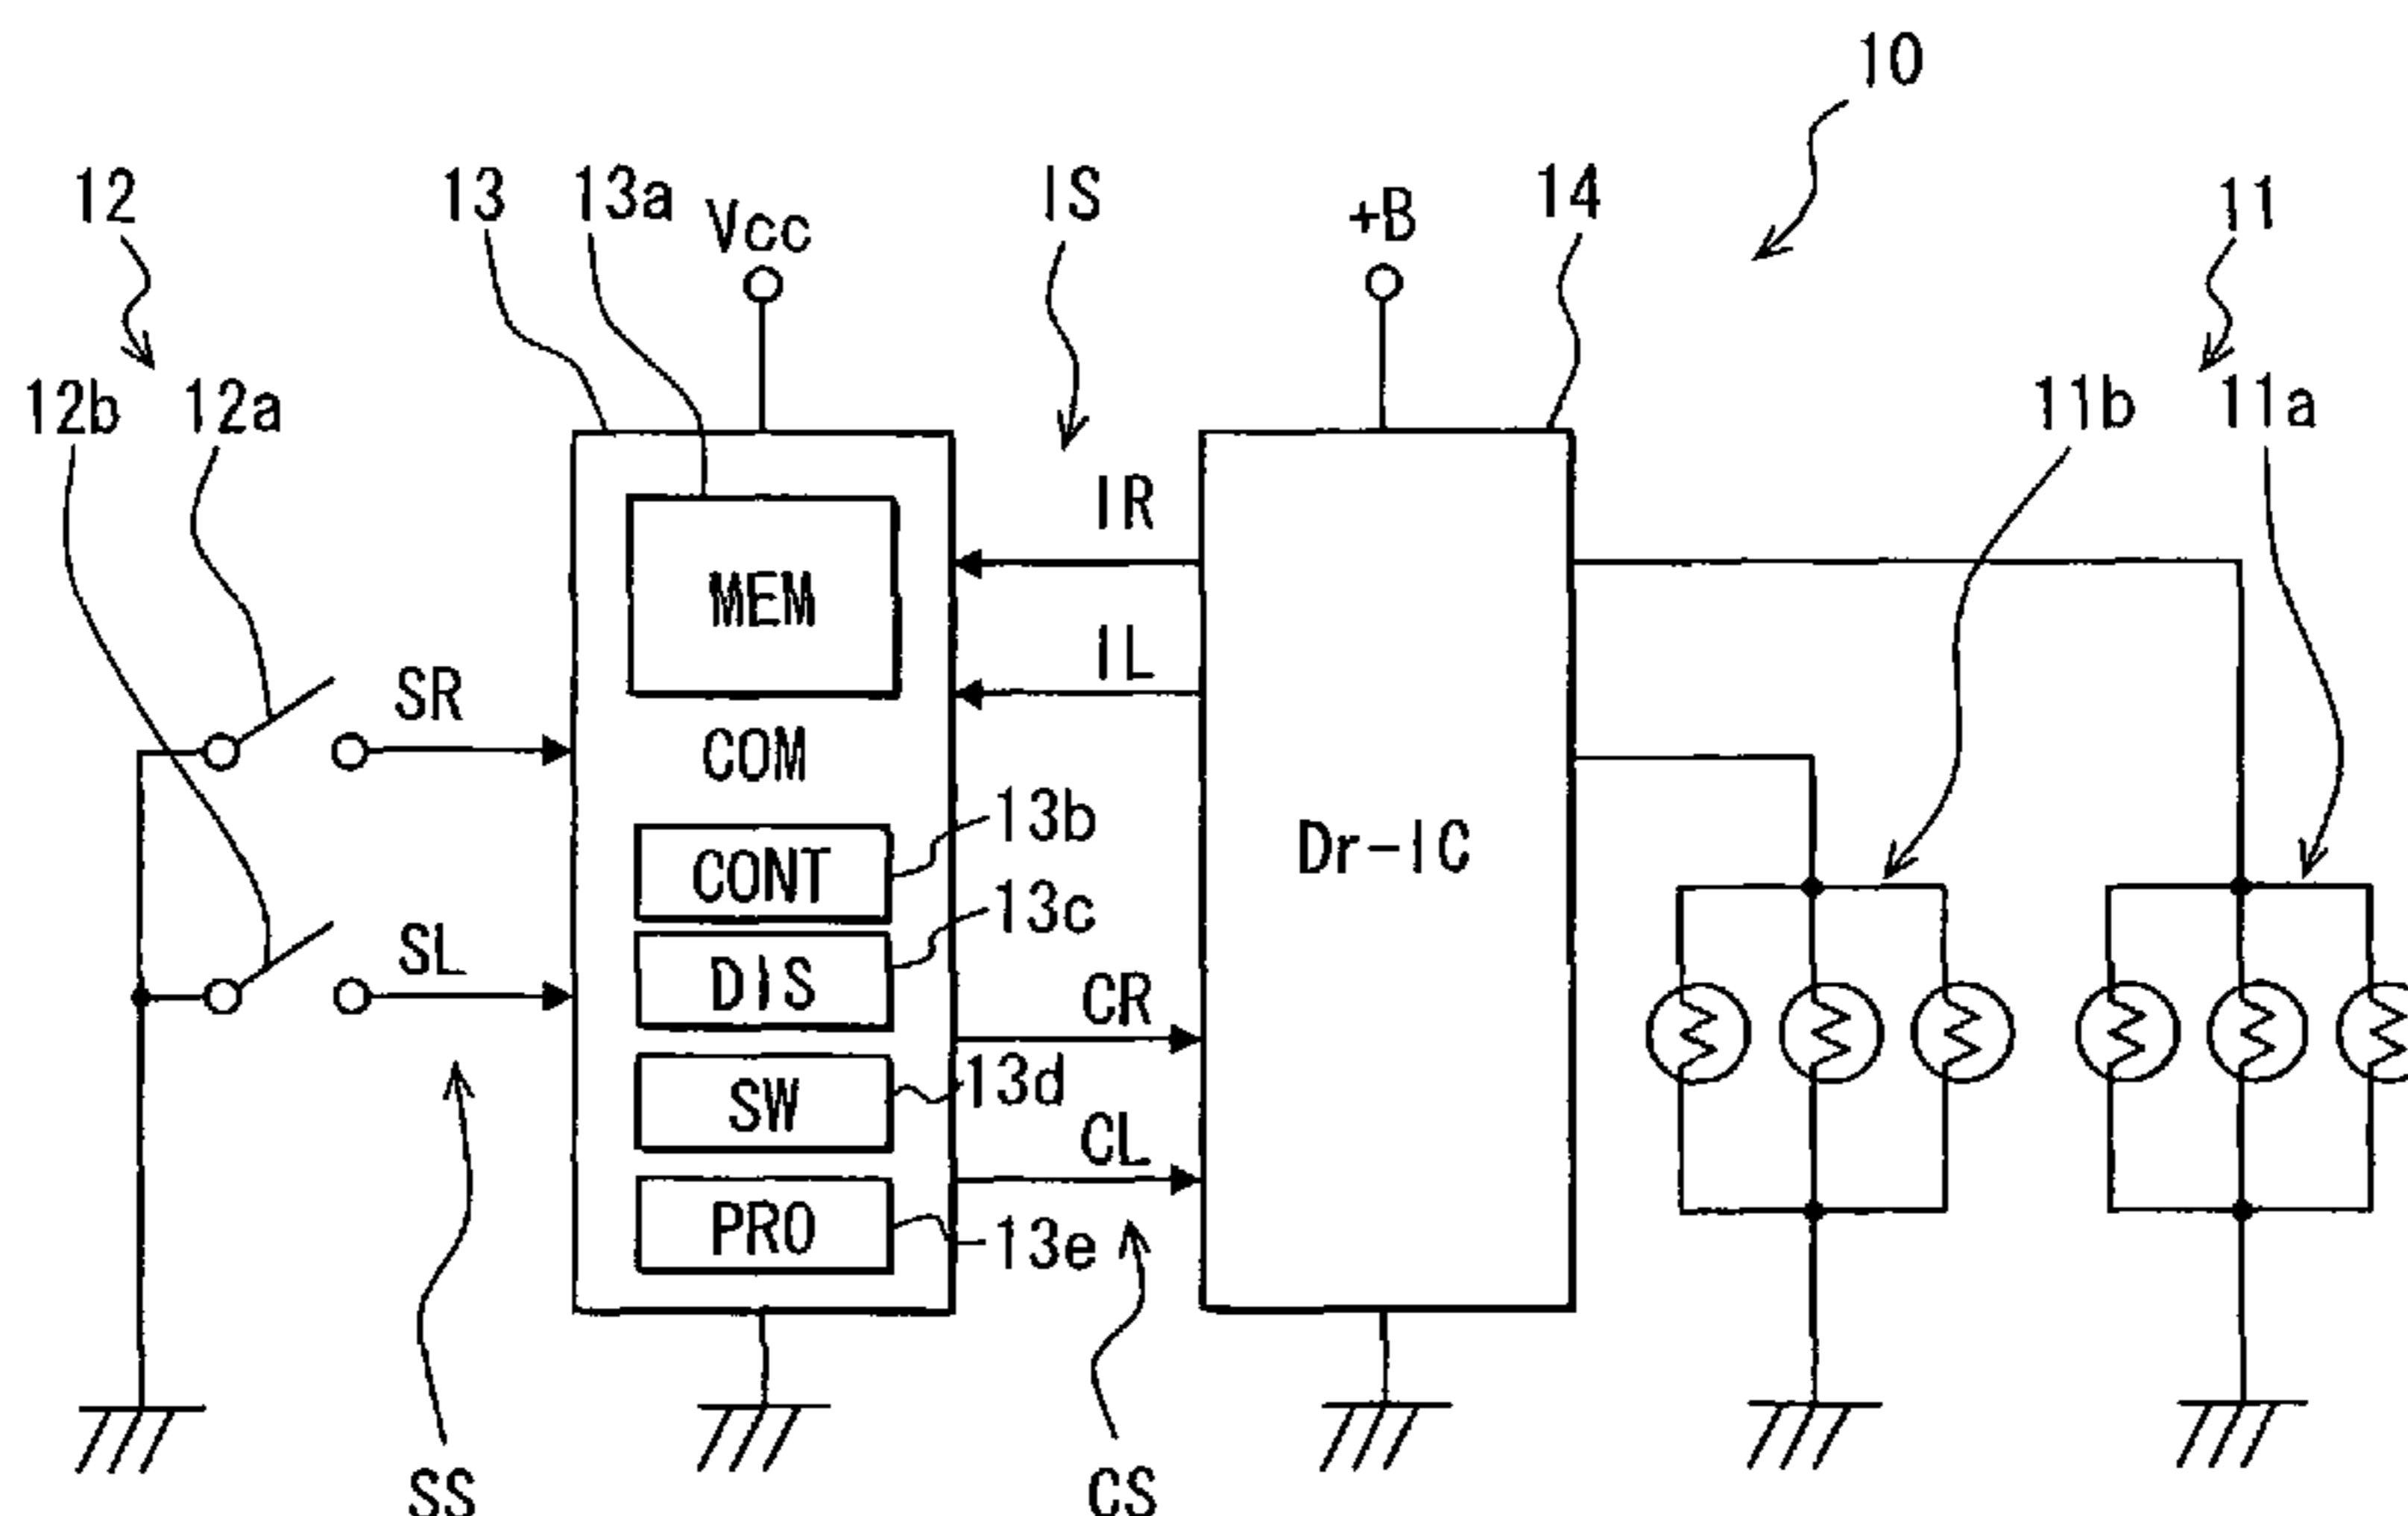 10
12
13
13a
Vcc
IS
+B
14
11
12b
12a
11b
11a
IR
MEM
IL
SR
COM
13b
CONT
Dr-IC
13c
SL
DIS
CR
13d
SW
CL
PRO
13e
SS
CS